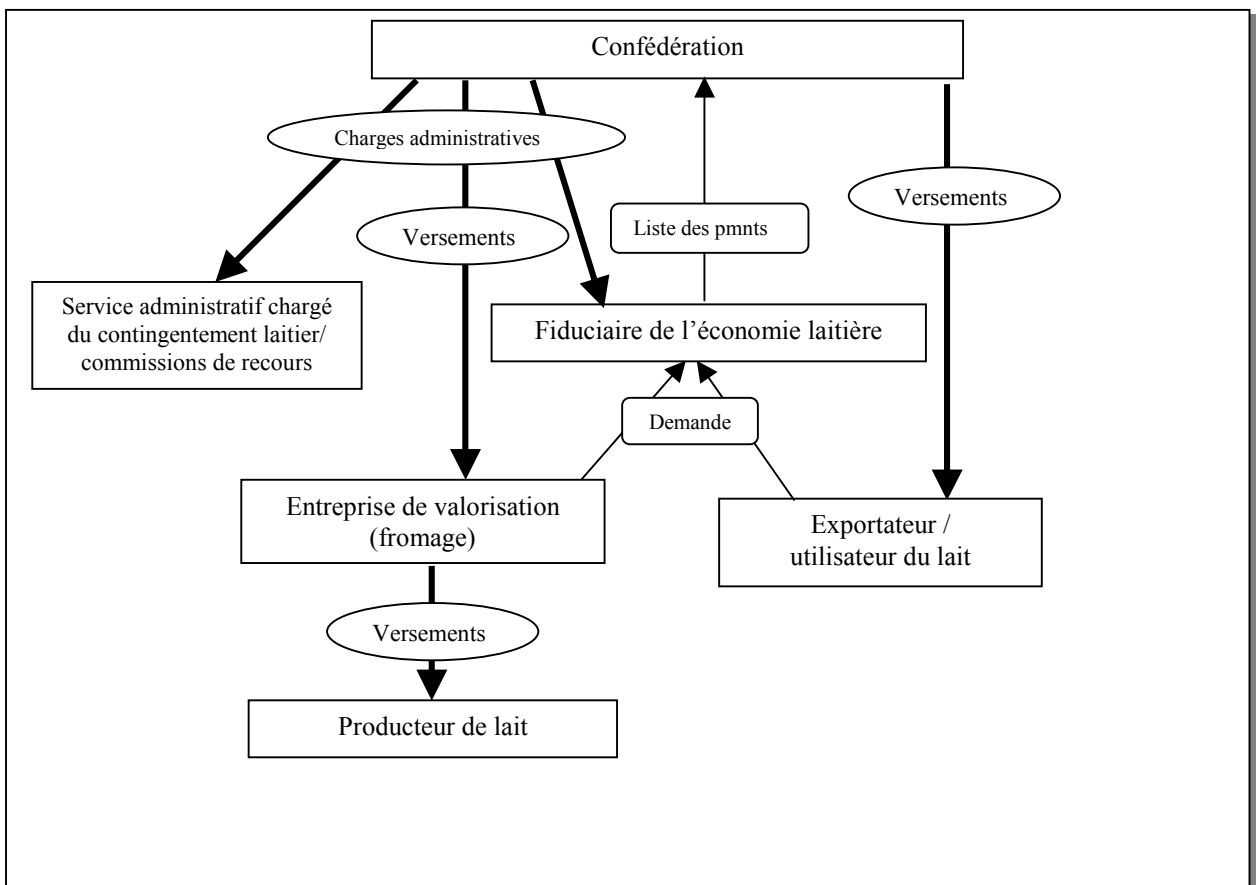 Confédération
Charges administratives
Versements
Versements
Liste des pmnts
Service administratif chargé
du contingentement laitier/
commissions de recours
Fiduciaire de l’économie laitière
Demande
Entreprise de valorisation
(fromage)
Exportateur /
utilisateur du lait
Versements
Producteur de lait